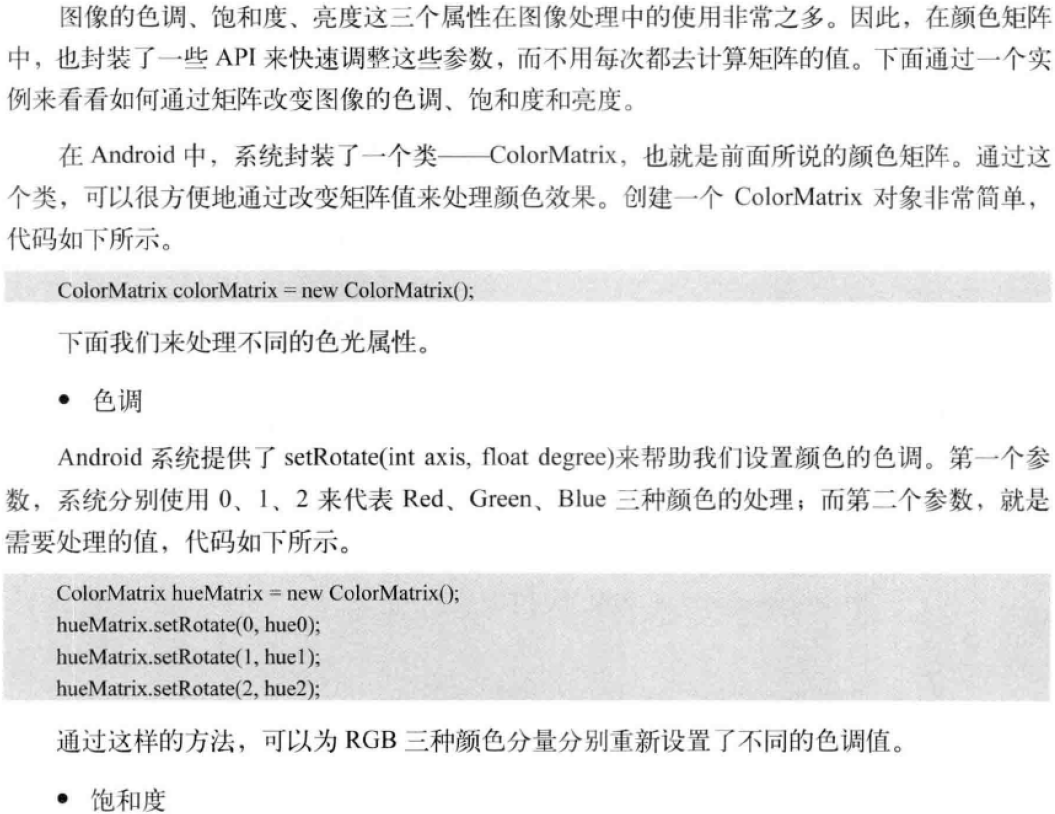 图像的色调、饱和度、亮度这三个属性在图像处理中的使用非常之多。因此，在颜色矩阵
中，也封装了一些 API 来快速调整这些参数，而不用每次都去计算矩阵的值。下面通过一个实
例来看看如何通过矩阵改变图像的色调、饱和度和亮度。
在 Android 中，系统封装了一个类——ColorMatrix，也就是前面所说的颜色矩阵。通过这
个类，可以很方便地通过改变矩阵值来处理颜色效果。创建一个 ColorMatrix 对象非常简单，
代码如下所示。
ColorMatrix colorMatrix = new ColorMatrix();
下面我们来处理不同的色光属性。
● 色调
Android 系统提供了 setRotate(int axis, float degree)来帮助我们设置颜色的色调。第一个参
数，系统分别使用 0、1、2 来代表 Red、Green、Blue 三种颜色的处理；而第二个参数，就是
需要处理的值，代码如下所示。
ColorMatrix hueMatrix = new ColorMatrix();
hueMatrix.setRotate(0, hue0);
hueMatrix.setRotate(1, hue1);
hueMatrix.setRotate(2, hue2);
通过这样的方法，可以为 RGB 三种颜色分量分别重新设置了不同的色调值。
● 饱和度